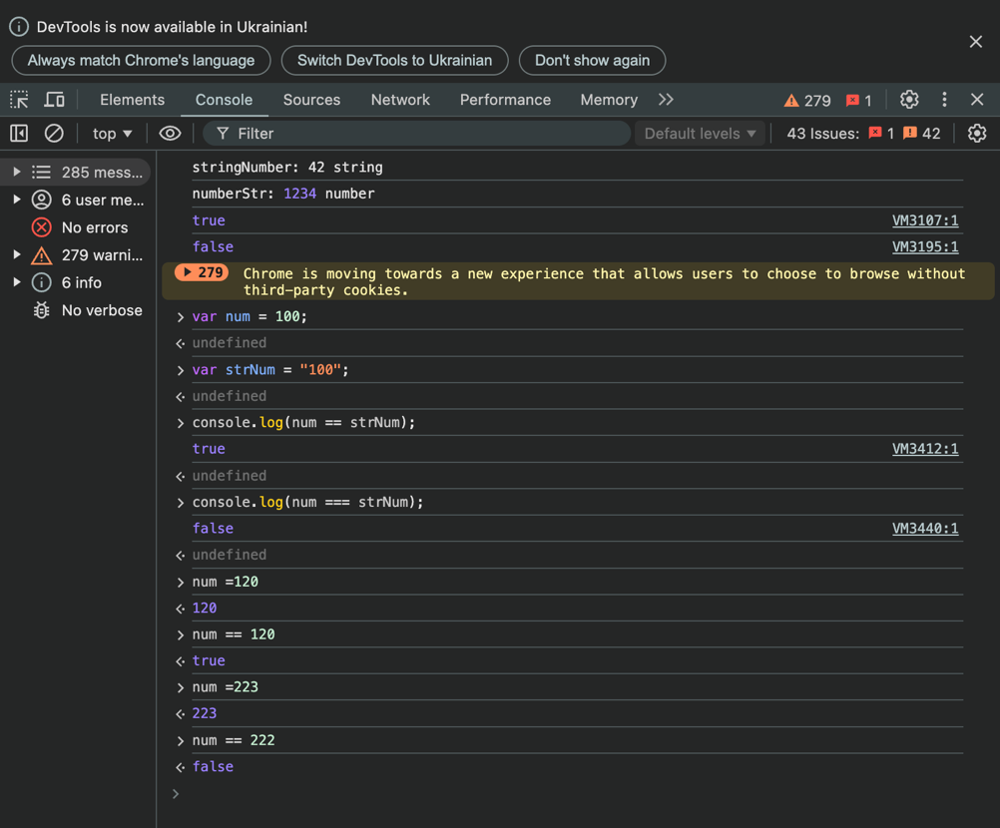 DevTools is now available in Ukrainian!
Always match Chrome's language Switch DevTools to Ukrainian Don't show again
Elements Console Sources Network Performance Memory 279 1
top Filter Default levels 43 Issues: 1 42
285 mess...
6 user me...
No errors
279 warni...
6 info
No verbose
stringNumber: 42 string
numberStr: 1234 number
true VM3107:1
false VM3195:1
279 Chrome is moving towards a new experience that allows users to choose to browse without
third-party cookies.
> var num = 100;
undefined
> var strNum = "100";
undefined
> console.log(num == strNum);
true VM3412:1
undefined
> console.log(num === strNum);
false VM3440:1
undefined
> num =120
120
> num == 120
true
> num =223
223
> num == 222
false
>